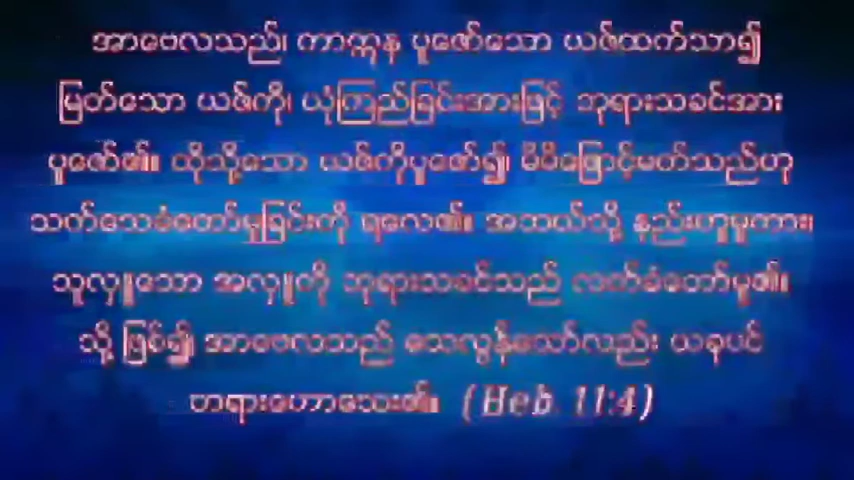 အာဗေလသည်၊ ကာဣန ပူဇော်သော ယဇ်ထက်သာ၍
မြတ်သော ယဇ်ကို၊ ယုံကြည်ခြင်းအားဖြင့် ဘုရားသခင်အား
ပူဇော်၏။ ထိုသို့သော ယဇ်ကိုပူဇော်၍၊ မိမိဖြောင့်မတ်သည်ဟု
သက်သေခံတော်မူခြင်းကို ရလေ၏။ အဘယ်သို့ နည်းဟူမူကား၊
သူလှူသော အလှူကို ဘုရားသခင်သည် လက်ခံတော်မူ၏။
သို့ ဖြစ်၍ အာဗေလသည် သေလွန်သော်လည်း ယခုပင်
တရားဟောသေး၏။ (Heb. 11:4)